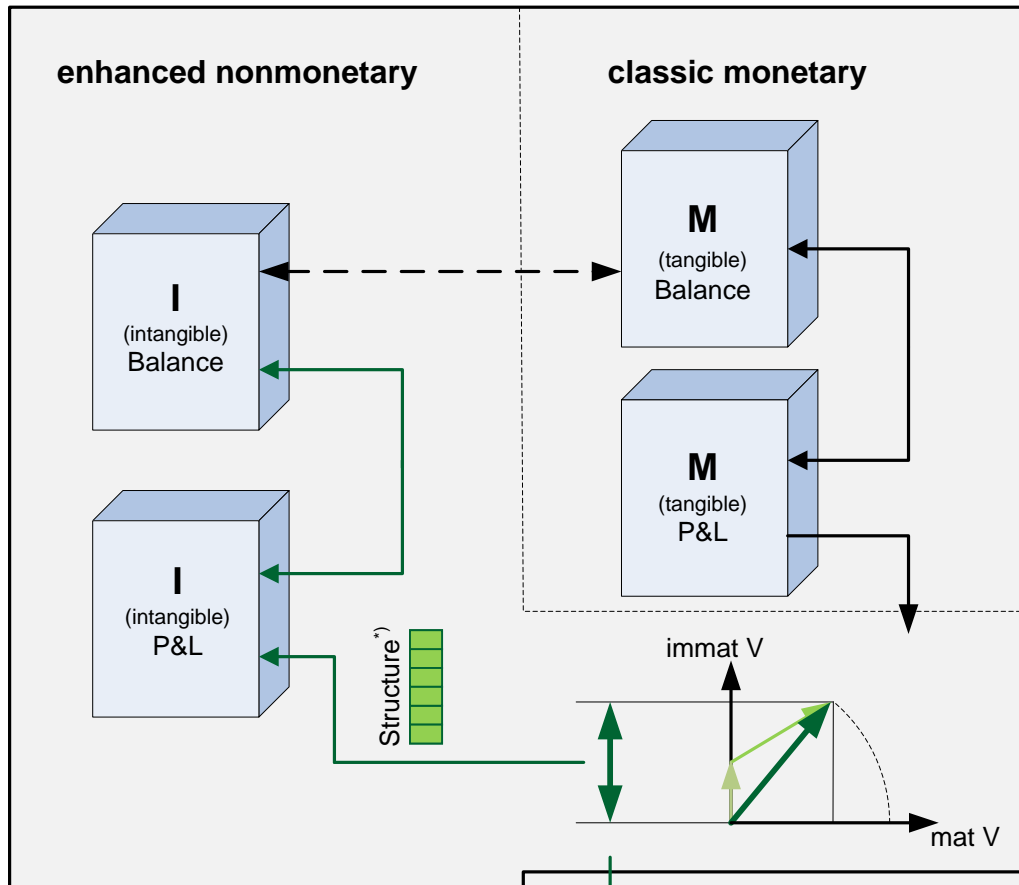 enhanced nonmonetary
classic monetary
M
(tangible)
Balance
I
(intangible)
Balance
M
(tangible)
P&L
I
(intangible)
P&L
Structure*)
immat V
mat V